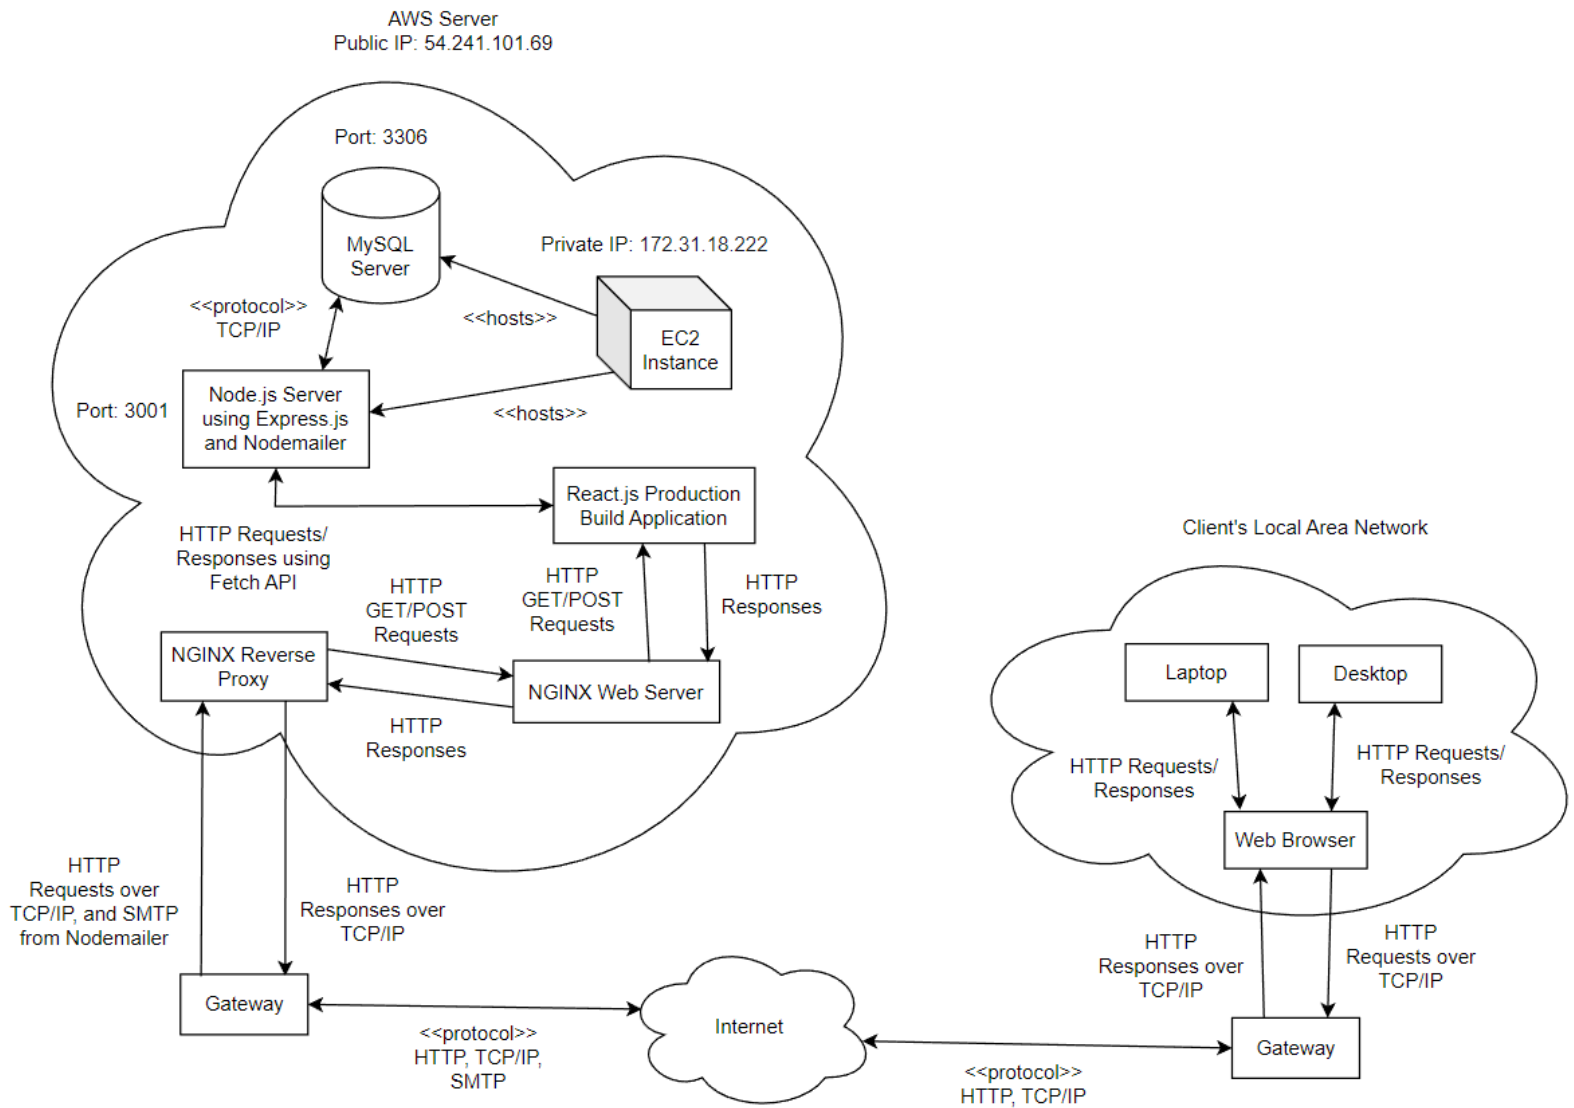 AWS Server
Public IP: 54.241.101.69
Port: 3306
MySQL
Server
Private IP: 172.31.18.222
EC2
Instance
<<protocol>>
TCP/IP
<<hosts>>
<<hosts>>
Port: 3001
Node.js Server
using Express.js
and Nodemailer
React.js Production
Build Application
HTTP Requests/
Responses using
Fetch API
HTTP
GET/POST
Requests
HTTP
GET/POST
Requests
HTTP
Responses
NGINX Reverse
Proxy
NGINX Web Server
HTTP
Responses
HTTP
Requests over
TCP/IP, and SMTP
from Nodemailer
HTTP
Responses over
TCP/IP
Gateway
<<protocol>>
HTTP, TCP/IP,
SMTP
Internet
<<protocol>>
HTTP, TCP/IP
Client's Local Area Network
Laptop
Desktop
HTTP Requests/
Responses
HTTP Requests/
Responses
Web Browser
HTTP
Responses over
TCP/IP
HTTP
Requests over
TCP/IP
Gateway